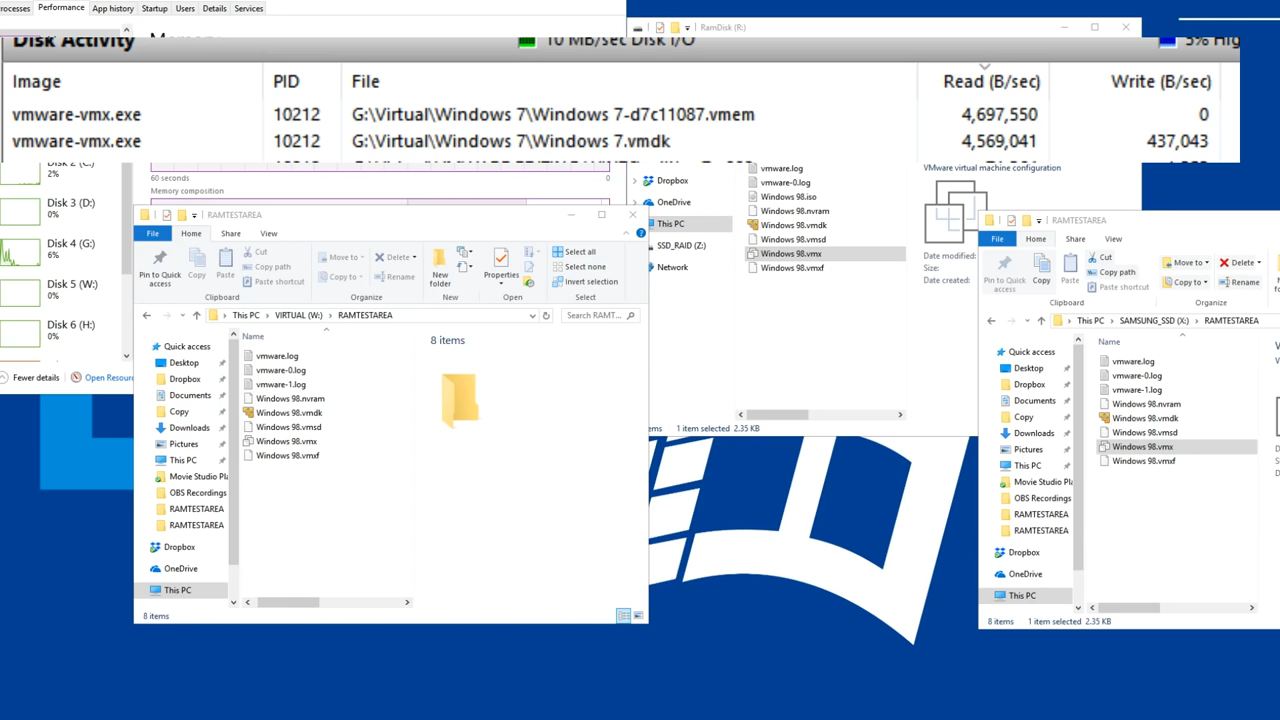 Processes Performance App history Startup Users Details Services
RamDisk (R:)
Disk Activity 10 MB/sec Disk I/O
Image PID File Read (B/sec) Write (B/sec)
vmware-vmx.exe 10212 G:\Virtual\Windows 7\Windows 7-d7c11087.vmem 4,697,550 0
vmware-vmx.exe 10212 G:\Virtual\Windows 7\Windows 7.vmdk 4,569,041 437,043
2%
Disk 3 (D:)
0%
Disk 4 (G:)
6%
Disk 5 (W:)
0%
Disk 6 (H:)
0%
Fewer details
60 seconds 0
Memory composition
Dropbox
OneDrive
This PC
SSD_RAID (Z:)
Network
vmware.log
vmware-0.log
Windows 98.iso
Windows 98.nvram
Windows 98.vmdk
Windows 98.vmsd
Windows 98.vmx
Windows 98.vmxf
1 item selected 2.35 KB
VMware virtual machine configuration
Date modified:
Size:
Date created:
RAMTESTAREA
File Home Share View
Pin to Quick access
Copy
Paste
Cut
Copy path
Paste shortcut
Clipboard
Move to
Copy to
Delete
Rename
Organize
New folder
New
Properties
Open
Select all
Select none
Invert selection
Select
This PC VIRTUAL (W:) RAMTESTAREA
Search RAMT...
Quick access
Desktop
Dropbox
Documents
Copy
Downloads
Pictures
This PC
Movie Studio Pla
OBS Recordings
RAMTESTAREA
RAMTESTAREA
Dropbox
OneDrive
This PC
Name
vmware.log
vmware-0.log
vmware-1.log
Windows 98.nvram
Windows 98.vmdk
Windows 98.vmsd
Windows 98.vmx
Windows 98.vmxf
8 items
8 items
RAMTESTAREA
File Home Share View
Pin to Quick access
Copy
Paste
Cut
Copy path
Paste shortcut
Clipboard
Move to
Copy to
Delete
Rename
Organize
This PC SAMSUNG_SSD (X:) RAMTESTAREA
Quick access
Desktop
Dropbox
Documents
Copy
Downloads
Pictures
This PC
Movie Studio Pla
OBS Recordings
RAMTESTAREA
RAMTESTAREA
Dropbox
OneDrive
This PC
Name
vmware.log
vmware-0.log
vmware-1.log
Windows 98.nvram
Windows 98.vmdk
Windows 98.vmsd
Windows 98.vmx
Windows 98.vmxf
8 items 1 item selected 2.35 KB